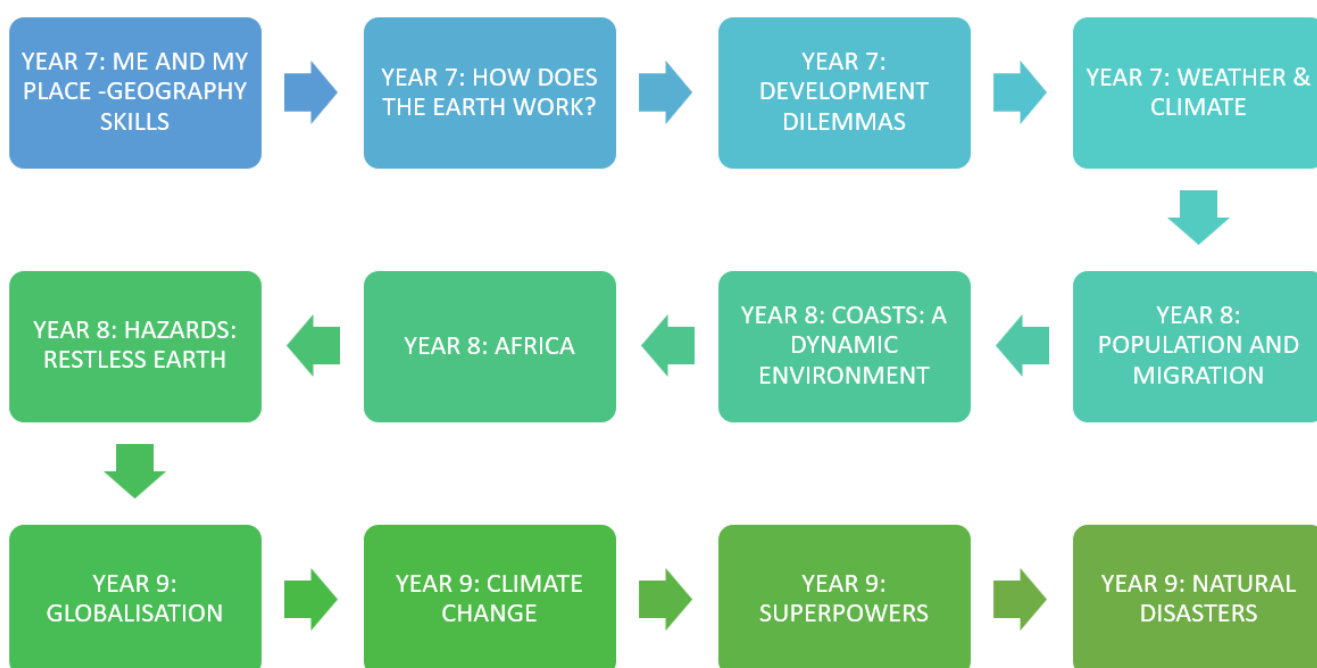 YEAR 7: ME AND MY
PLACE -GEOGRAPHY
SKILLS
YEAR 7: HOW DOES
THE EARTH WORK?
YEAR 7:
DEVELOPMENT
DILEMMAS
YEAR 7: WEATHER &
CLIMATE
YEAR 8:
POPULATION AND
MIGRATION
YEAR 8: COASTS: A
DYNAMIC
ENVIRONMENT
YEAR 8: AFRICA
YEAR 8: HAZARDS:
RESTLESS EARTH
YEAR 9:
GLOBALISATION
YEAR 9: CLIMATE
CHANGE
YEAR 9:
SUPERPOWERS
YEAR 9: NATURAL
DISASTERS